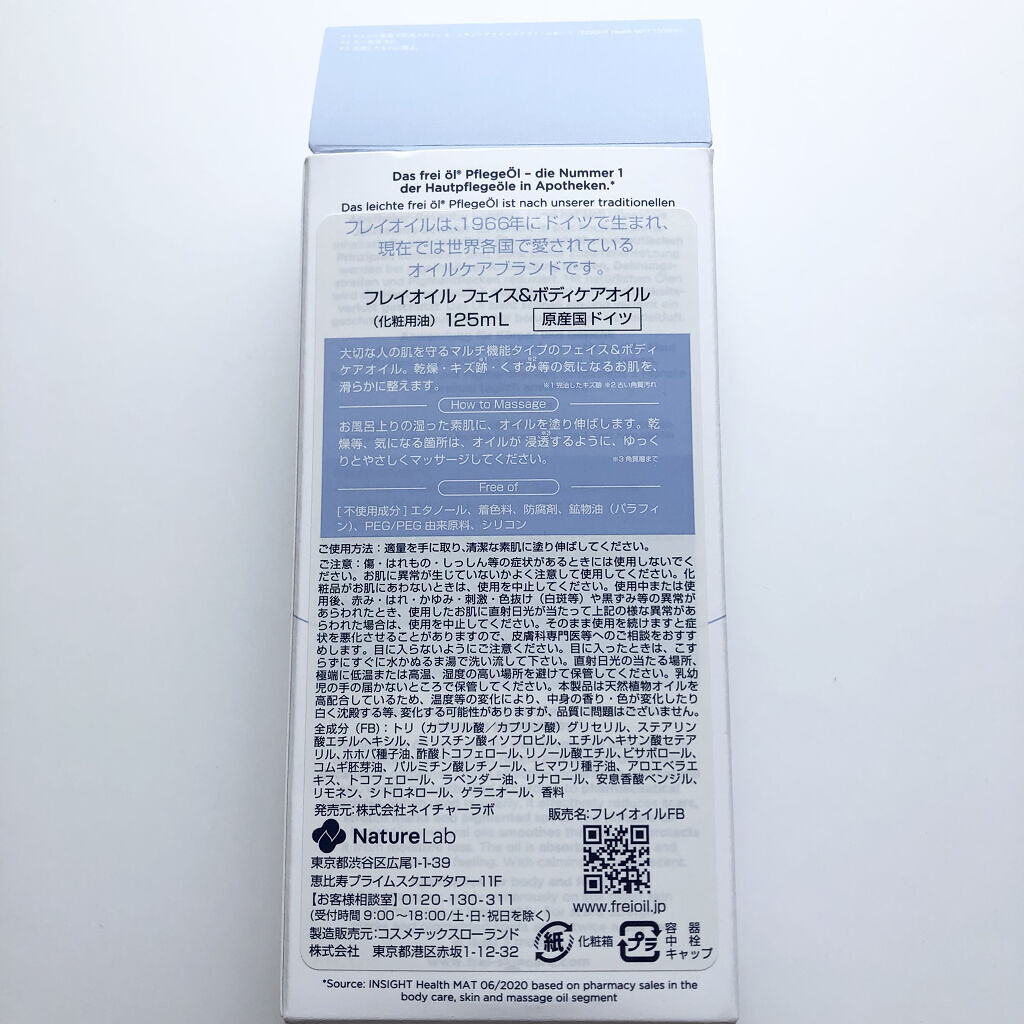 Das frei öl® PflegeÖl – die Nummer 1
der Hautpflegeöle in Apotheken.*
Das leichte frei öl® PflegeÖl ist nach unserer traditionellen
フレイオイルは、1966年にドイツで生まれ、
現在では世界各国で愛されている
オイルケアブランドです。
フレイオイル フェイス&ボディケアオイル
(化粧用油) 125mL 原産国ドイツ
大切な人の肌を守るマルチ機能タイプのフェイス&ボディ
ケアオイル。乾燥・キズ跡※1・くすみ※2等の気になるお肌を、
滑らかに整えます。 ※1 完治したキズ跡 ※2 古い角質汚れ
How to Massage
お風呂上りの湿った素肌に、オイルを塗り伸ばします。乾
燥等、気になる箇所は、オイルが浸透※3するように、ゆっく
りとやさしくマッサージしてください。 ※3 角質層まで
Free of
[不使用成分] エタノール、着色料、防腐剤、鉱物油(パラフィ
ン)、PEG/PEG 由来原料、シリコン
ご使用方法:適量を手に取り、清潔な素肌に塗り伸ばしてください。
ご注意:傷・はれもの・しっしん等の症状があるときには使用しないでく
ださい。お肌に異常が生じていないかよく注意して使用してください。化
粧品がお肌にあわないときは、使用を中止してください。使用中または使
用後、赤み・はれ・かゆみ・刺激・色抜け(白斑等)や黒ずみ等の異常が
あらわれたとき、使用したお肌に直射日光が当たって上記の様な異常があ
らわれた場合は、使用を中止してください。そのまま使用を続けますと症
状を悪化させることがありますので、皮膚科専門医等へのご相談をおすす
めします。目に入らないようにご注意ください。目に入ったときは、こす
らずにすぐに水かぬるま湯で洗い流して下さい。直射日光の当たる場所、
極端に低温または高温、湿度の高い場所を避けて保管してください。乳幼
児の手の届かないところで保管してください。本製品は天然植物オイルを
高配合しているため、温度等の変化により、中身の香り・色が変化したり
白く沈殿する等、変化する可能性がありますが、品質に問題はございません。
全成分(FB):トリ(カプリル酸/カプリン酸)グリセリル、ステアリン
酸エチルヘキシル、ミリスチン酸イソプロピル、エチルヘキサン酸セテア
リル、ホホバ種子油、酢酸トコフェロール、リノール酸エチル、ビサボロール、
コムギ胚芽油、パルミチン酸レチノール、ヒマワリ種子油、アロエベラエ
キス、トコフェロール、ラベンダー油、リナロール、安息香酸ベンジル、
リモネン、シトロネロール、ゲラニオール、香料
発売元:株式会社ネイチャーラボ
販売名:フレイオイルFB
NatureLab
東京都渋谷区広尾1-1-39
恵比寿プライムスクエアタワー11F
【お客様相談室】0120-130-311
(受付時間 9:00~18:00/土・日・祝日を除く)
www.freioil.jp
製造販売元:コスメテックスローランド
株式会社 東京都港区赤坂1-12-32
紙 化粧箱
プラ 容器
中栓
キャップ
*Source: INSIGHT Health MAT 06/2020 based on pharmacy sales in the
body care, skin and massage oil segment